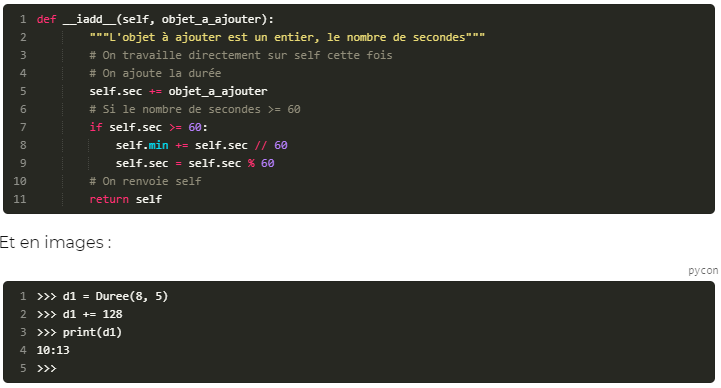 1 def __iadd__(self, objet_a_ajouter):
2 """L'objet à ajouter est un entier, le nombre de secondes"""
3 # On travaille directement sur self cette fois
4 # On ajoute la durée
5 self.sec += objet_a_ajouter
6 # Si le nombre de secondes >= 60
7 if self.sec >= 60:
8 self.min += self.sec // 60
9 self.sec = self.sec % 60
10 # On renvoie self
11 return self
Et en images :
pycon
1 >>> d1 = Duree(8, 5)
2 >>> d1 += 128
3 >>> print(d1)
4 10:13
5 >>>